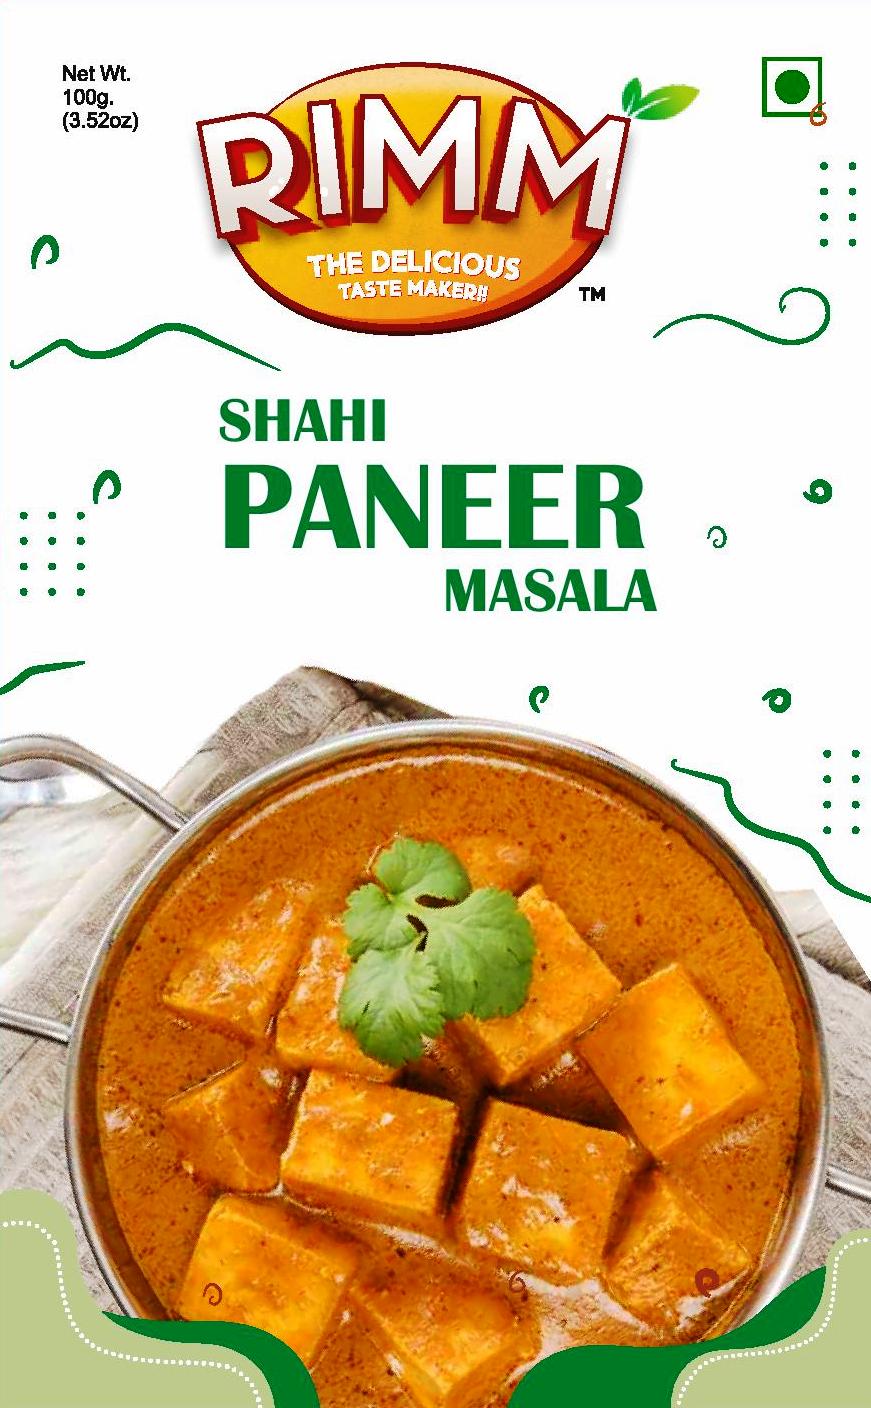 Net Wt.
100g.
(3.52oz)
RIMM
THE DELICIOUS
TASTE MAKER!!
TM
SHAHI
PANEER
MASALA